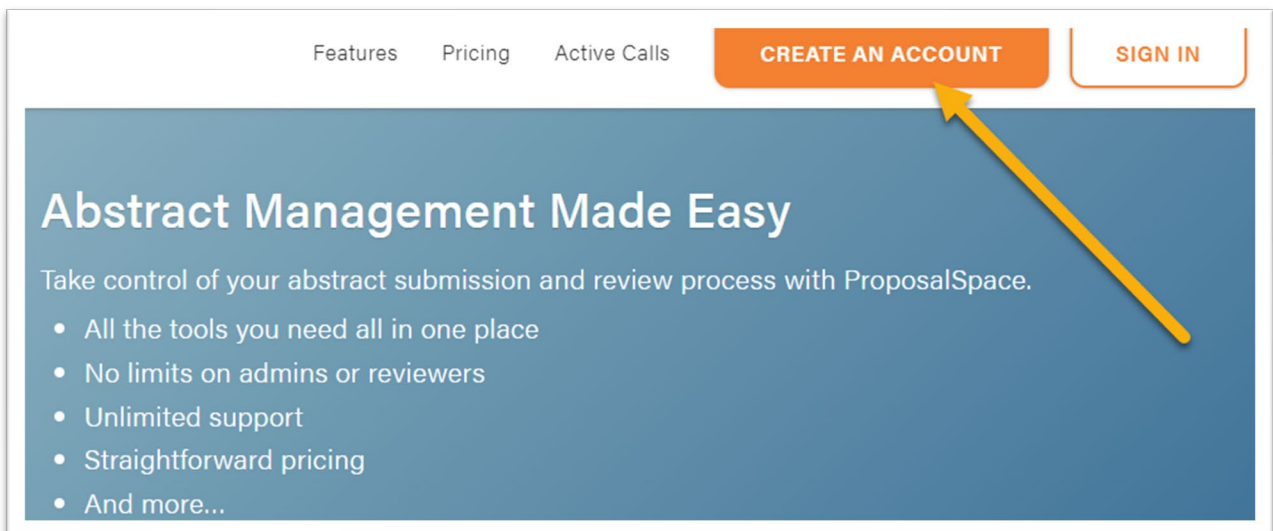 Features Pricing Active Calls CREATE AN ACCOUNT SIGN IN
Abstract Management Made Easy
Take control of your abstract submission and review process with ProposalSpace.
• All the tools you need all in one place
• No limits on admins or reviewers
• Unlimited support
• Straightforward pricing
• And more...